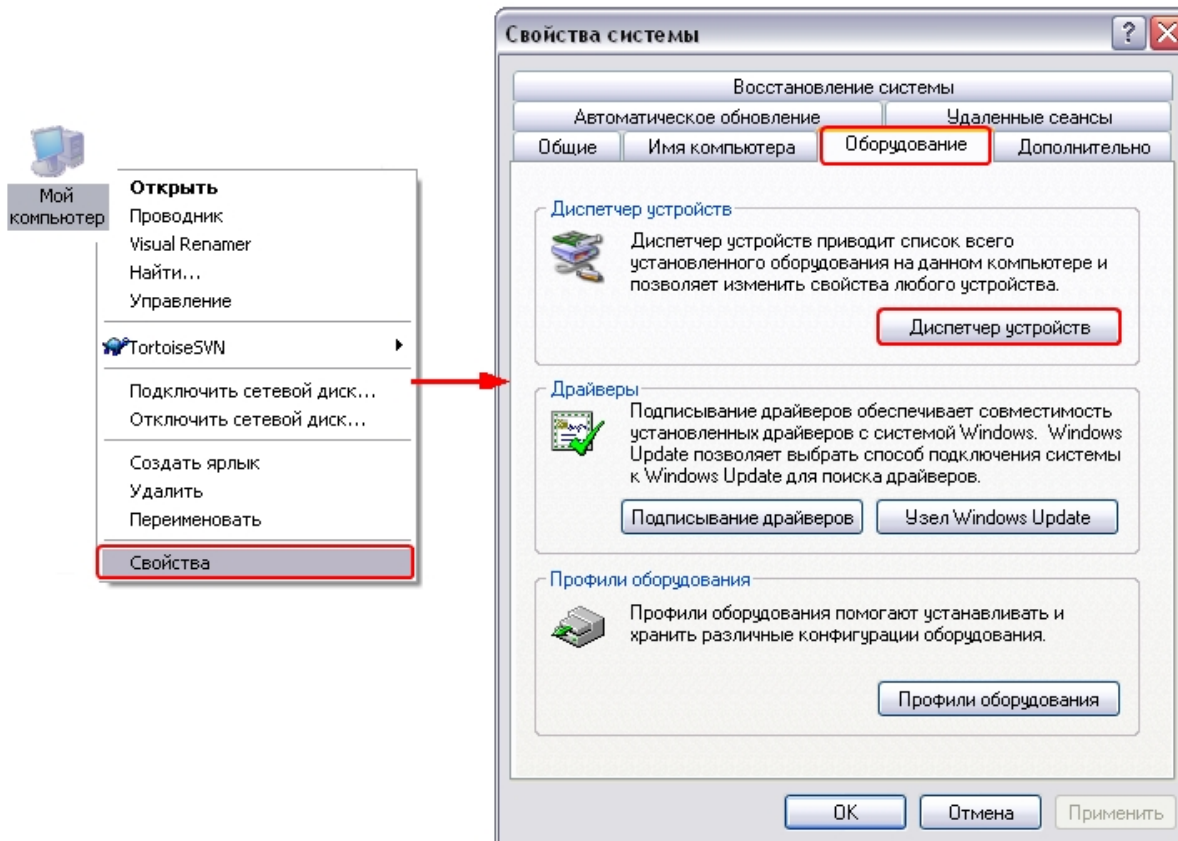 Мой
компьютер
Открыть
Проводник
Visual Renamer
Найти...
Управление
TortoiseSVN
Подключить сетевой диск...
Отключить сетевой диск...
Создать ярлык
Удалить
Переименовать
Свойства
Свойства системы
Восстановление системы
Автоматическое обновление
Удаленные сеансы
Общие
Имя компьютера
Оборудование
Дополнительно
Диспетчер устройств
Диспетчер устройств приводит список всего
установленного оборудования на данном компьютере и
позволяет изменить свойства любого устройства.
Диспетчер устройств
Драйверы
Подписывание драйверов обеспечивает совместимость
установленных драйверов с системой Windows. Windows
Update позволяет выбрать способ подключения системы
к Windows Update для поиска драйверов.
Подписывание драйверов
Узел Windows Update
Профили оборудования
Профили оборудования помогают устанавливать и
хранить различные конфигурации оборудования.
Профили оборудования
OK
Отмена
Применить